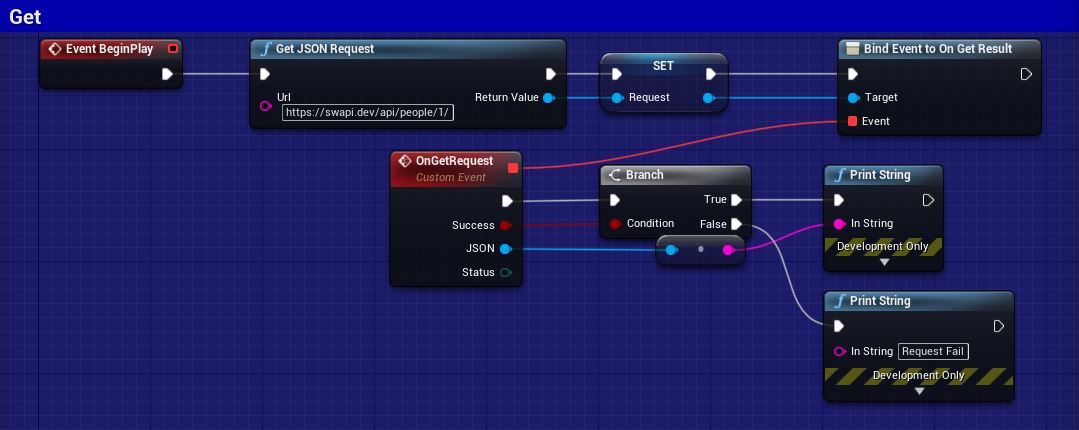 Get
Event BeginPlay
Get JSON Request
Url
https://swapi.dev/api/people/1/
Return Value
SET
Request
Bind Event to On Get Result
Target
Event
OnGetRequest
Custom Event
Success
JSON
Status
Branch
True
Condition
False
Print String
In String
Development Only
Print String
In String
Request Fail
Development Only